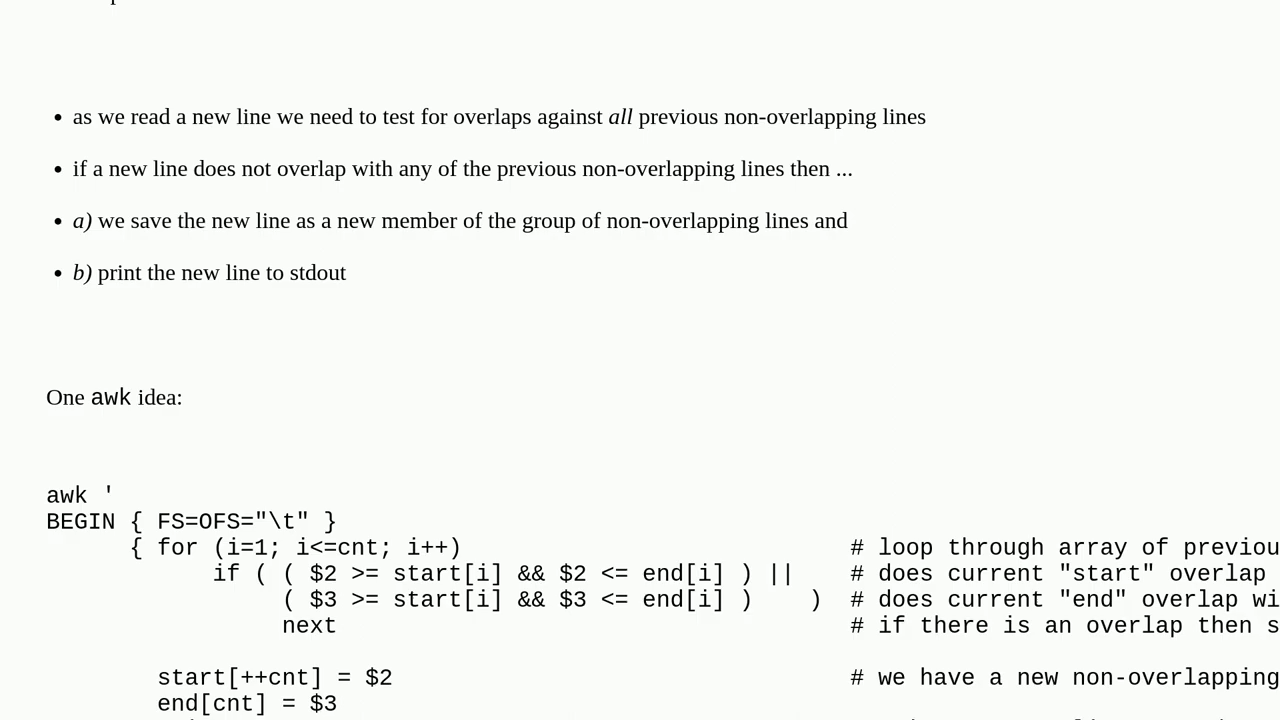 as we read a new line we need to test for overlaps against all previous non-overlapping lines
if a new line does not overlap with any of the previous non-overlapping lines then ...
a) we save the new line as a new member of the group of non-overlapping lines and
b) print the new line to stdout
One awk idea:
awk '
BEGIN { FS=OFS="\t" }
{ for (i=1; i<=cnt; i++) # loop through array of previou
if ( ( $2 >= start[i] && $2 <= end[i] ) || # does current "start" overlap
( $3 >= start[i] && $3 <= end[i] ) ) # does current "end" overlap wi
next # if there is an overlap then s
start[++cnt] = $2 # we have a new non-overlapping
end[cnt] = $3